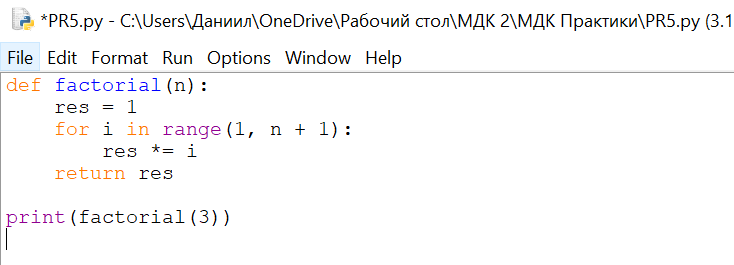 *PR5.py - C:\Users\Даниил\OneDrive\Рабочий стол\МДК 2\МДК Практики\PR5.py (3.1
File Edit Format Run Options Window Help
def factorial(n):
    res = 1
    for i in range(1, n + 1):
        res *= i
    return res
print(factorial(3))